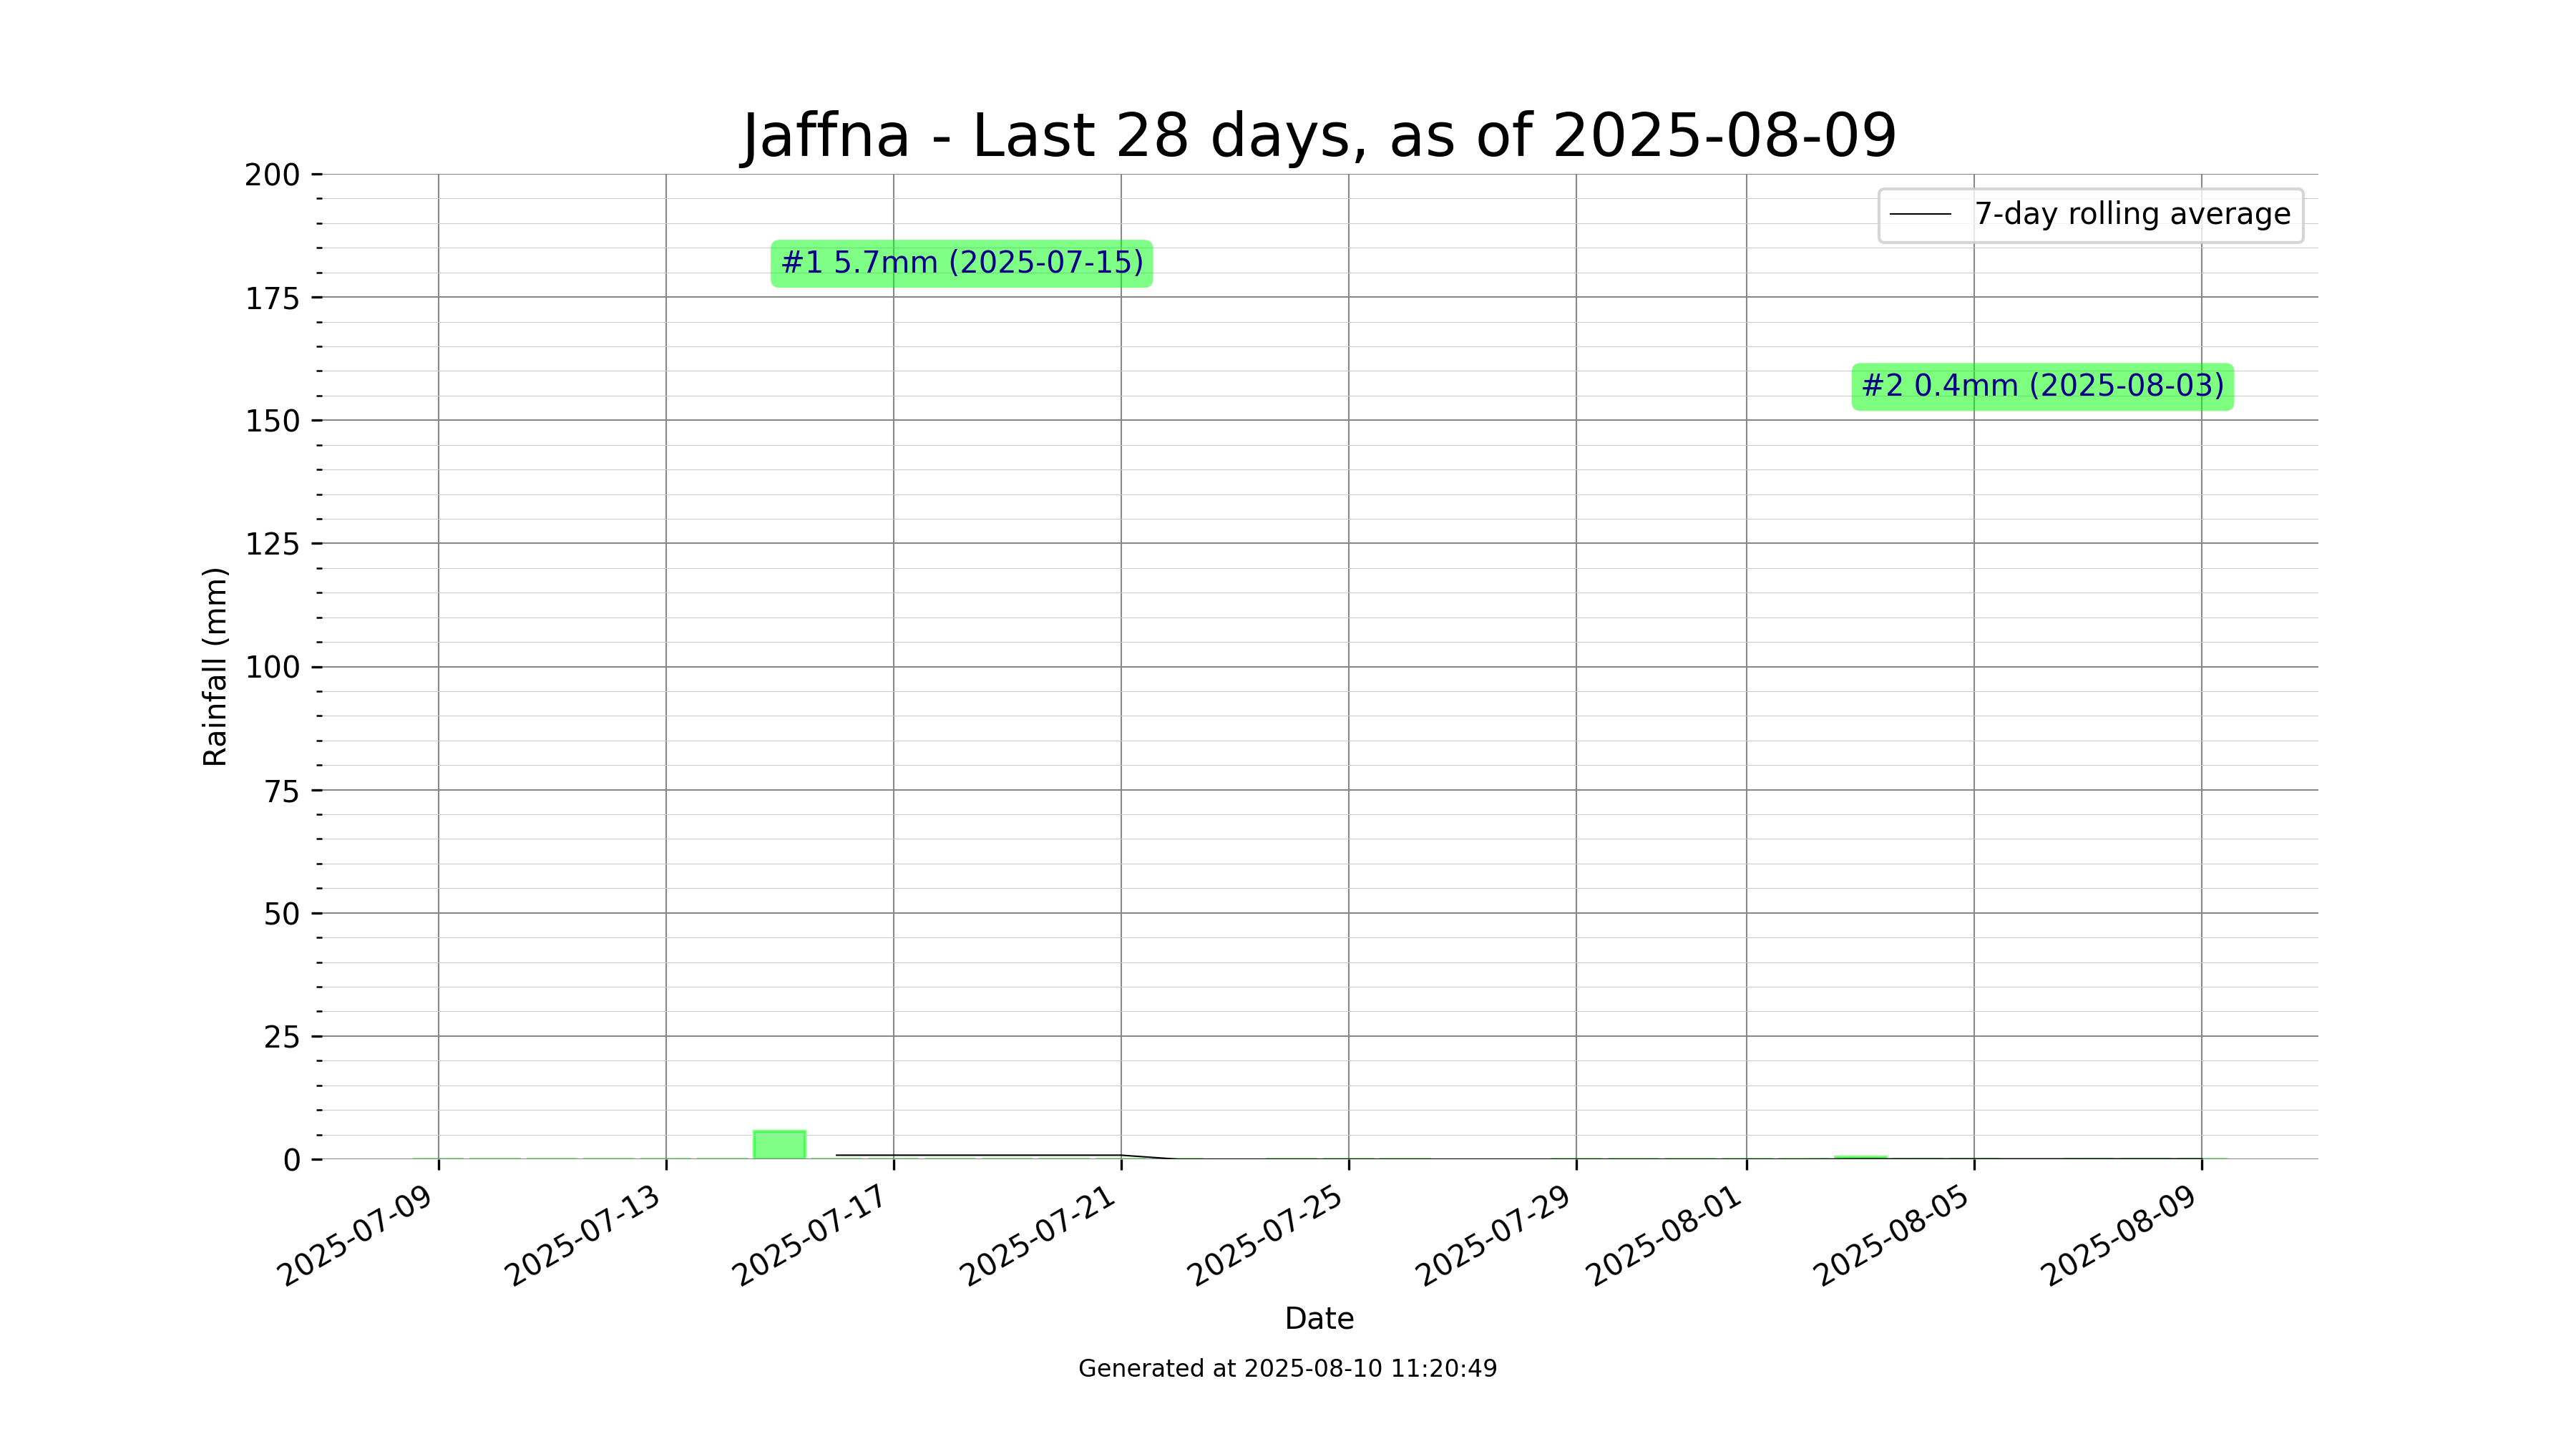 Jaffna - Last 28 days, as of 2025-08-09
200
175
150
125
100
75
50
25
0
Rainfall (mm)
7-day rolling average
#1 5.7mm (2025-07-15)
#2 0.4mm (2025-08-03)
2025-07-09
2025-07-13
2025-07-17
2025-07-21
2025-07-25
2025-07-29
2025-08-01
2025-08-05
2025-08-09
Date
Generated at 2025-08-10 11:20:49